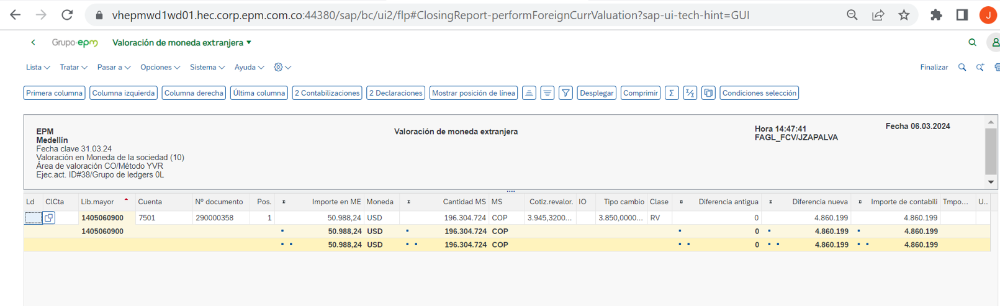 vhepmwd1wd01.hec.corp.epm.com.co:44380/sap/bc/ui2/flp#ClosingReport-performForeignCurrValuation?sap-ui-tech-hint=GUI
J
Grupo·epm Valoración de moneda extranjera
Lista Tratar Pasar a Opciones Sistema Ayuda Finalizar
Primera columna Columna izquierda Columna derecha Última columna 2 Contabilizaciones 2 Declaraciones Mostrar posición de línea Desplegar Comprimir Σ Σ/Σ Condiciones selección
EPM Valoración de moneda extranjera Hora 14:47:41 Fecha 06.03.2024
Medellín FAGL_FCV/JZAPALVA
Fecha clave 31.03.24
Valoración en Moneda de la sociedad (10)
Área de valoración CO/Método YVR
Ejec.act. ID#38/Grupo de ledgers 0L
Ld ClCta Lib.mayor Cuenta Nº documento Pos. Σ Importe en ME Moneda Σ Cantidad MS MS Cotiz.revalor. IO Tipo cambio Clase Σ Diferencia antigua Σ Diferencia nueva Σ Importe de contabili Tmpo... U..
1405060900 7501 290000358 1 50.988,24 USD 196.304.724 COP 3.945,3200... 3.850,0000... RV 0 4.860.199 4.860.199
1405060900 50.988,24 USD 196.304.724 COP 0 4.860.199 4.860.199
50.988,24 USD 196.304.724 COP 0 4.860.199 4.860.199